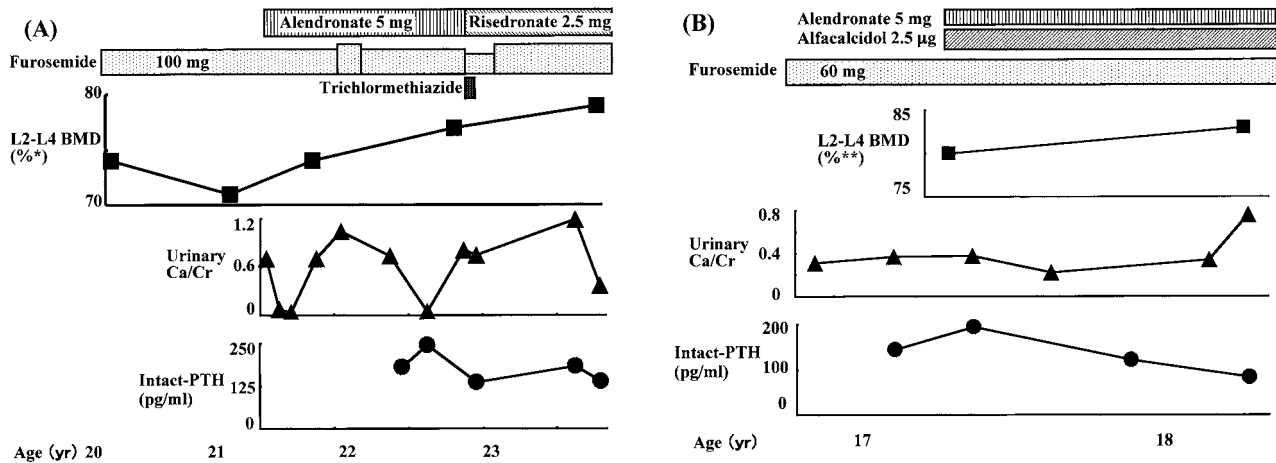 (A)
Alendronate 5 mg
Risedronate 2.5 mg
Furosemide
100 mg
Trichlormethiazide
80
L2-L4 BMD
(%*)
70
1.2
Urinary
Ca/Cr
0.6
0
250
Intact-PTH
(pg/ml)
125
0
Age (yr) 20 21 22 23
(B)
Alendronate 5 mg
Alfacalcidol 2.5 μg
Furosemide
60 mg
85
L2-L4 BMD
(%**)
75
0.8
Urinary
Ca/Cr
0.4
0
200
Intact-PTH
(pg/ml)
100
0
Age (yr) 17 18